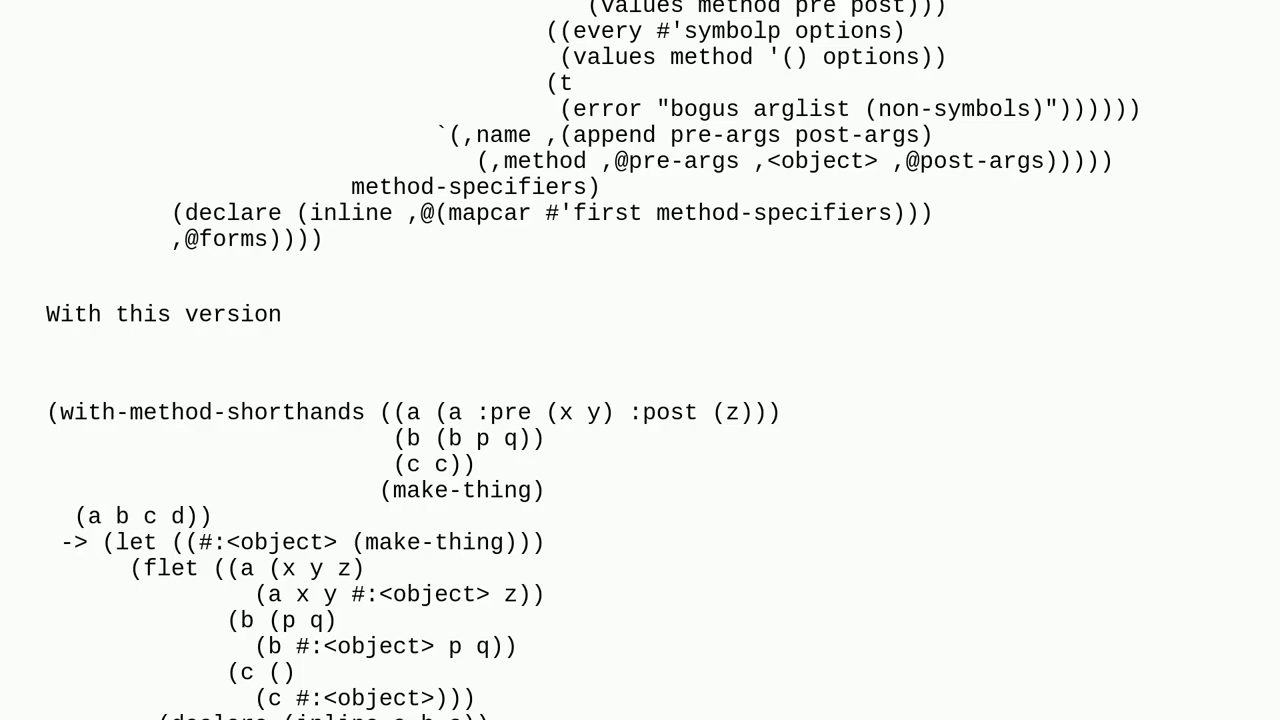 (values method pre post)))
((every #'symbolp options)
(values method '() options))
(t
(error "bogus arglist (non-symbols)"))))))
`(,name ,(append pre-args post-args)
(,method ,@pre-args ,<object> ,@post-args)))))
method-specifiers)
(declare (inline ,@(mapcar #'first method-specifiers)))
,@forms))))
With this version
(with-method-shorthands ((a (a :pre (x y) :post (z)))
(b (b p q))
(c c))
(make-thing)
(a b c d))
-> (let ((#:<object> (make-thing)))
(flet ((a (x y z)
(a x y #:<object> z))
(b (p q)
(b #:<object> p q))
(c ()
(c #:<object>)))
(declare (inline a b c))